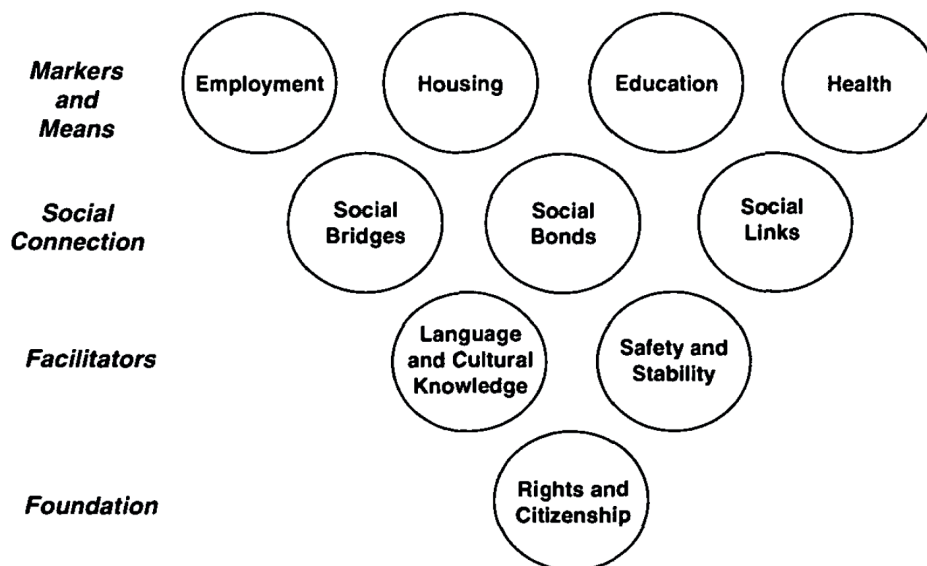 Markers
and
Means
Employment
Housing
Education
Health
Social
Connection
Social
Bridges
Social
Bonds
Social
Links
Facilitators
Language
and Cultural
Knowledge
Safety and
Stability
Foundation
Rights and
Citizenship